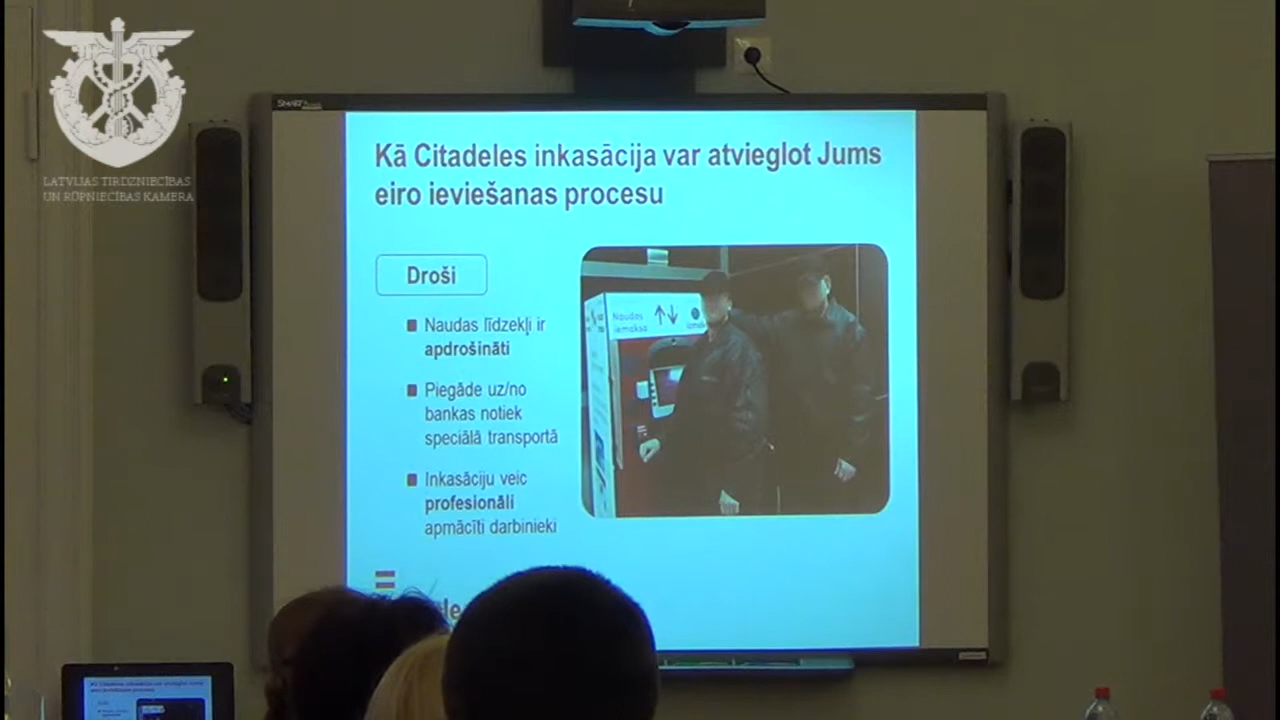 SMART
LATVIJAS TIRDZNIECĪBAS
UN RŪPNIECĪBAS KAMERA
Kā Citadeles inkasācija var atvieglot Jums
eiro ieviešanas procesu
Droši
Naudas līdzekļi ir
apdrošināti
Piegāde uz/no
bankas notiek
speciālā transportā
Inkasāciju veic
profesionāli
apmācīti darbinieki
Naudas
iemaksa